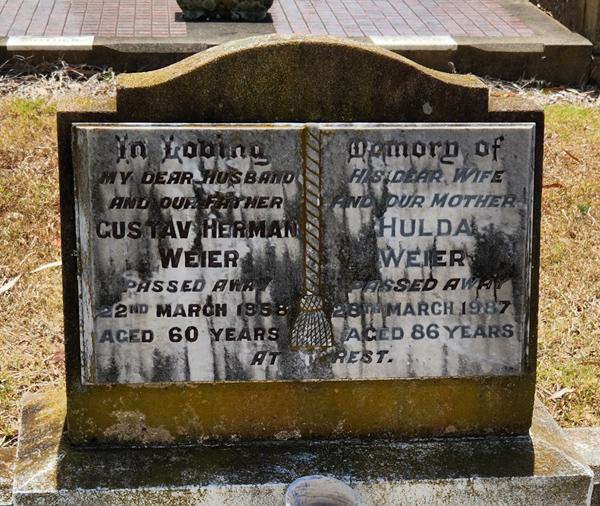 In Loving Memory of
MY DEAR HUSBAND
AND OUR FATHER
GUSTAV HERMAN
WEIER
PASSED AWAY
22ND MARCH 1958
AGED 60 YEARS
HIS DEAR WIFE
AND OUR MOTHER
HULDA
WEIER
PASSED AWAY
28TH MARCH 1987
AGED 86 YEARS
AT REST.